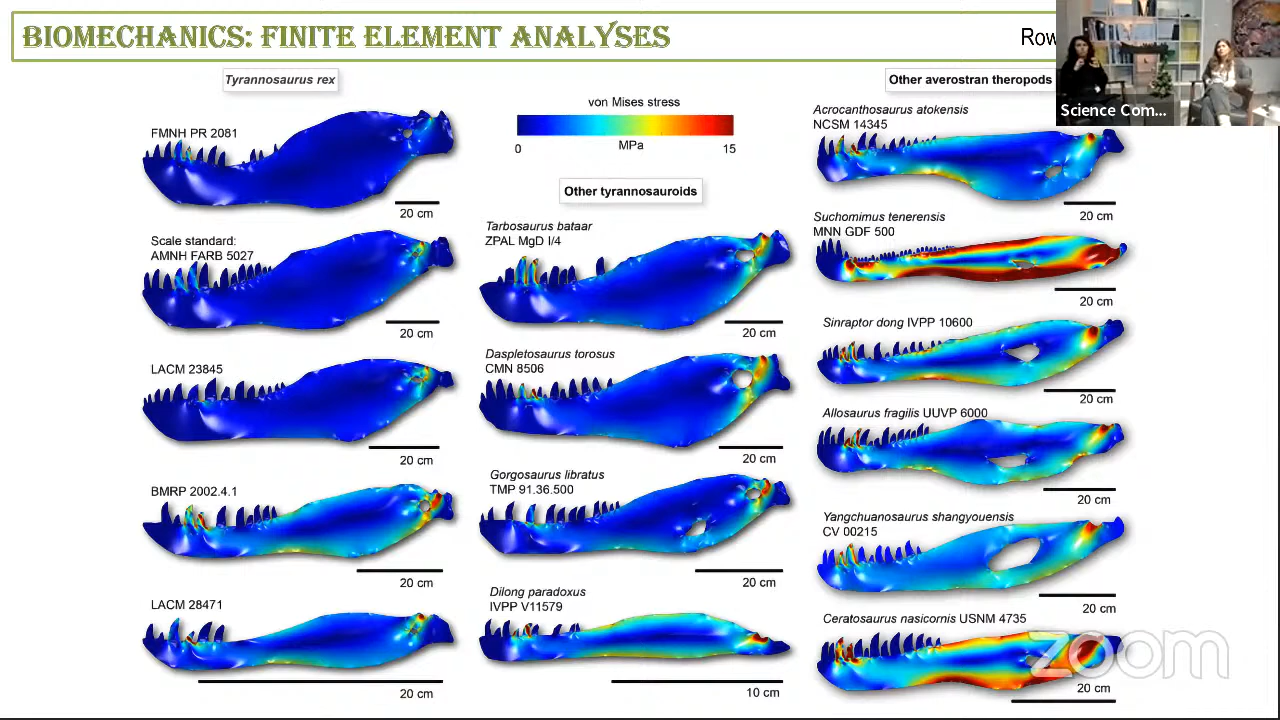 BIOMECHANICS: FINITE ELEMENT ANALYSES
Row
Science Com...
Tyrannosaurus rex
FMNH PR 2081
20 cm
Scale standard:
AMNH FARB 5027
20 cm
LACM 23845
20 cm
BMRP 2002.4.1
20 cm
LACM 28471
20 cm
von Mises stress
0
MPa
15
Other tyrannosauroids
Tarbosaurus bataar
ZPAL MgD I/4
20 cm
Daspletosaurus torosus
CMN 8506
20 cm
Gorgosaurus libratus
TMP 91.36.500
20 cm
Dilong paradoxus
IVPP V11579
10 cm
Other averostran theropods
Acrocanthosaurus atokensis
NCSM 14345
20 cm
Suchomimus tenerensis
MNN GDF 500
20 cm
Sinraptor dong IVPP 10600
20 cm
Allosaurus fragilis UUVP 6000
20 cm
Yangchuanosaurus shangyouensis
CV 00215
20 cm
Ceratosaurus nasicornis USNM 4735
20 cm
zoom